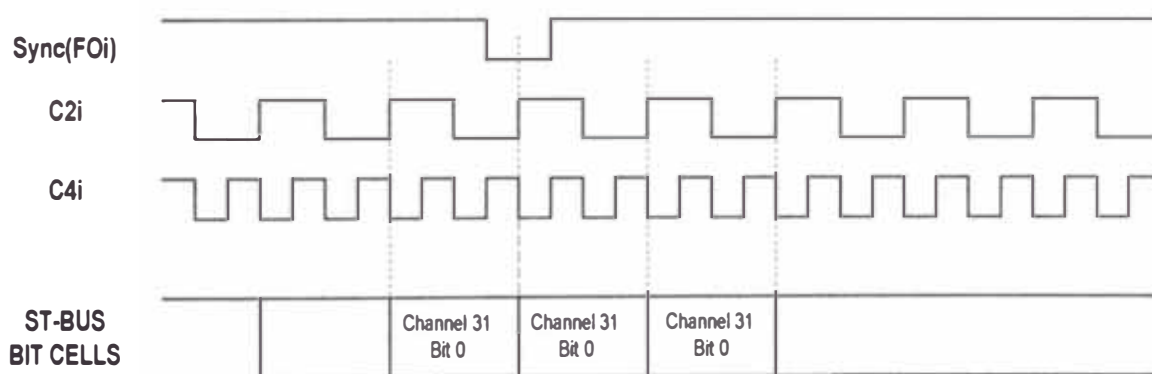 Sync(FOi)
C2i
C4i
ST-BUS
BIT CELLS
Channel 31
Bit 0
Channel 31
Bit 0
Channel 31
Bit 0